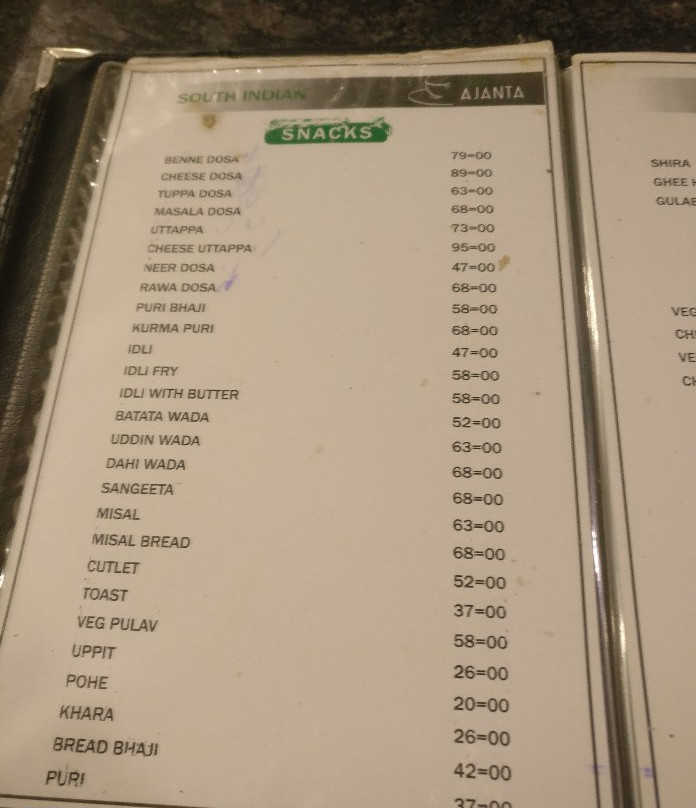 SOUTH INDIAN AJANTA
SNACKS
BENNE DOSA 79=00
CHEESE DOSA 89=00
TUPPA DOSA 63=00
MASALA DOSA 68=00
UTTAPPA 73=00
CHEESE UTTAPPA 95=00
NEER DOSA 47=00
RAWA DOSA 68=00
PURI BHAJI 58=00
KURMA PURI 68=00
IDLI 47=00
IDLI FRY 58=00
IDLI WITH BUTTER 58=00
BATATA WADA 52=00
UDDIN WADA 63=00
DAHI WADA 68=00
SANGEETA 68=00
MISAL 63=00
MISAL BREAD 68=00
CUTLET 52=00
TOAST 37=00
VEG PULAV 58=00
UPPIT 26=00
POHE 20=00
KHARA 26=00
BREAD BHAJI 42=00
PURI 37=00
SHIRA
GHEE
GULAB
VEG